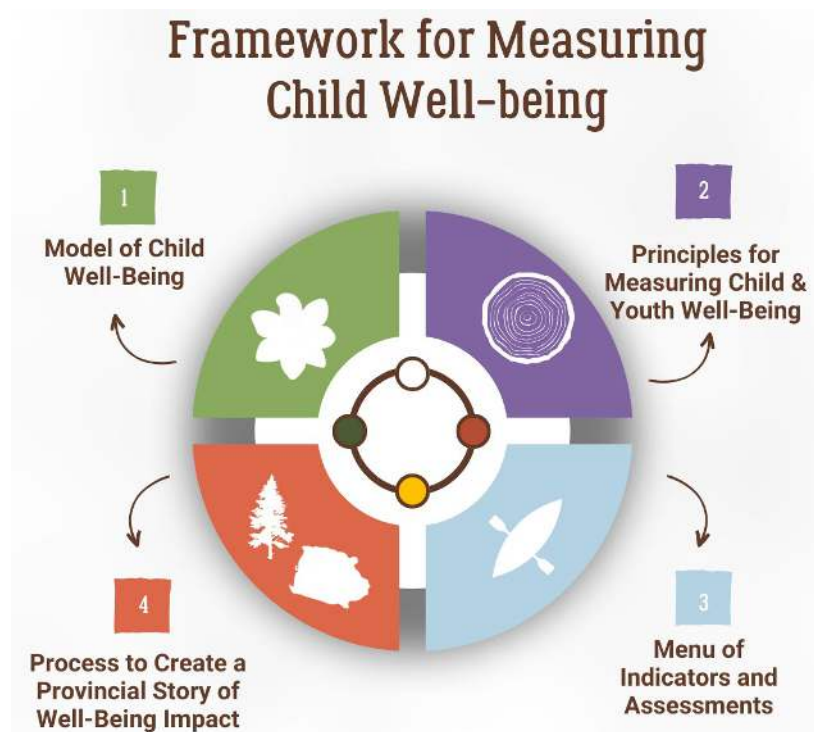 Framework for Measuring
Child Well-being
1
Model of Child
Well-Being
2
Principles for
Measuring Child &
Youth Well-Being
3
Menu of
Indicators and
Assessments
4
Process to Create a
Provincial Story of
Well-Being Impact